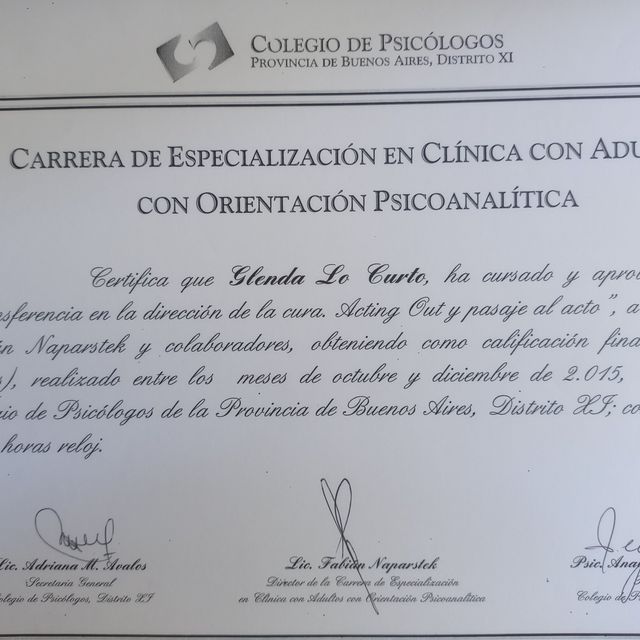 COLEGIO DE PSICÓLOGOS
PROVINCIA DE BUENOS AIRES, DISTRITO XI
CARRERA DE ESPECIALIZACIÓN EN CLÍNICA CON ADU
CON ORIENTACIÓN PSICOANALÍTICA
Certifica que Glenda Lo Curto, ha cursado y aprob
nsferencia en la dirección de la cura. Acting Out y pasaje al acto", a
án Naparstek y colaboradores, obteniendo como calificación fina
s), realizado entre los meses de octubre y diciembre de 2.015,
gio de Psicólogos de la Provincia de Buenos Aires, Distrito XI; co
horas reloj.
Lic. Adriana M. Avalos
Lic. Fabián Naparstek
Psic. Ana
Secretaria General
Director de la Carrera de Especialización
Colegio de Psicólogos, Distrito XI
en Clínica con Adultos con Orientación Psicoanalítica
Colegio de P